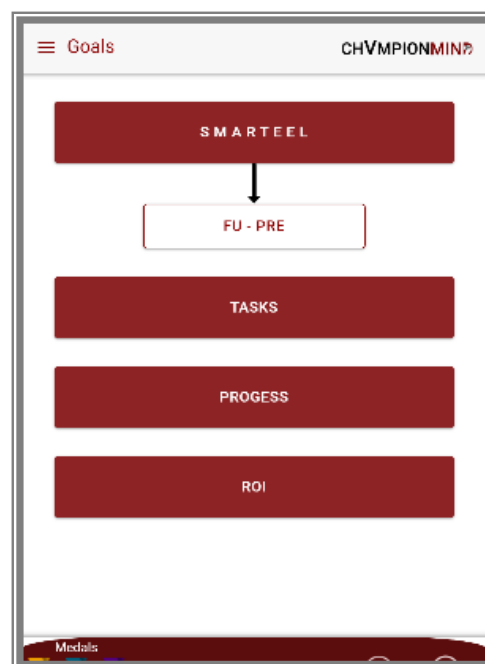 Goals
CHVMPIONMIND
SMARTEEL
FU - PRE
TASKS
PROGESS
ROI
Medals